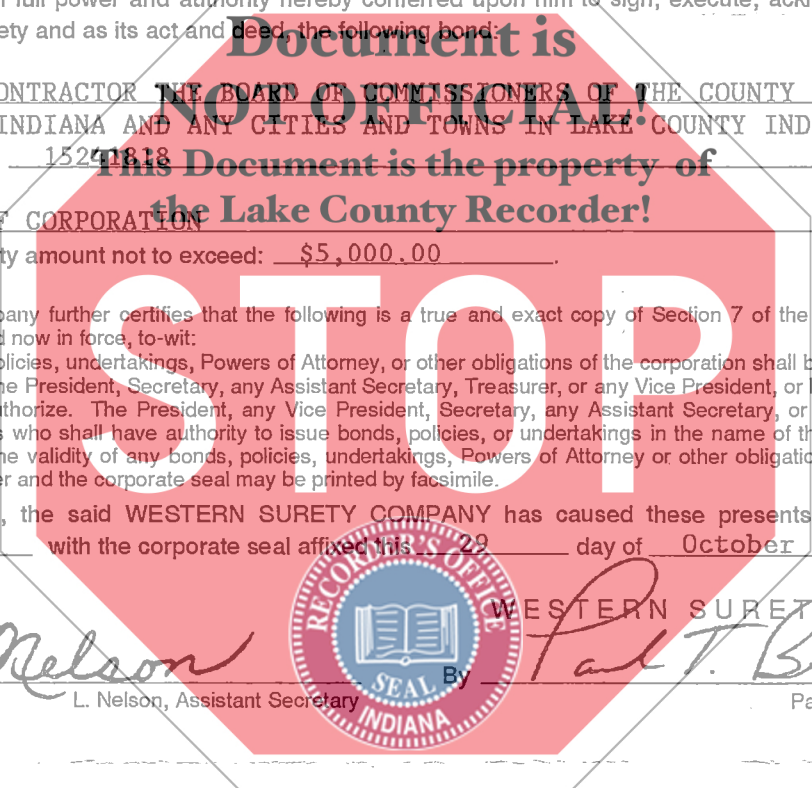 full power and authority hereby conferred upon him to sign, execute,
ety and as its act and deed, the following bond:
Document is
ONTRACTOR THE BOARD OF COMMISSIONERS OF THE COUNTY
NOT OFFICIAL!
INDIANA AND ANY CITIES AND TOWNS IN LAKE COUNTY IND
15241818
This Document is the property of
the Lake County Recorder!
F CORPORATION
ty amount not to exceed: $5,000.00.
STOP
pany further certifies that the following is a true and exact copy of Section 7 of the
d now in force, to-wit:
olicies, undertakings, Powers of Attorney, or other obligations of the corporation shall b
he President, Secretary, any Assistant Secretary, Treasurer, or any Vice President, or
uthorize. The President, any Vice President, Secretary, any Assistant Secretary, or
s who shall have authority to issue bonds, policies, or undertakings in the name of th
he validity of any bonds, policies, undertakings, Powers of Attorney or other obligatio
er and the corporate seal may be printed by facsimile.
, the said WESTERN SURETY COMPANY has caused these presents
with the corporate seal affixed this 29 day of October
RECORDER'S OFFICE
SEAL
INDIANA
WESTERN SURET
Nelson
By Paul T. B
L. Nelson, Assistant Secretary
Pa